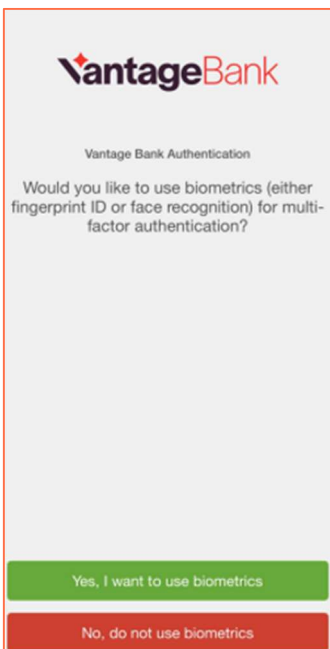 VantageBank
Vantage Bank Authentication
Would you like to use biometrics (either
fingerprint ID or face recognition) for multi-
factor authentication?
Yes, I want to use biometrics
No, do not use biometrics